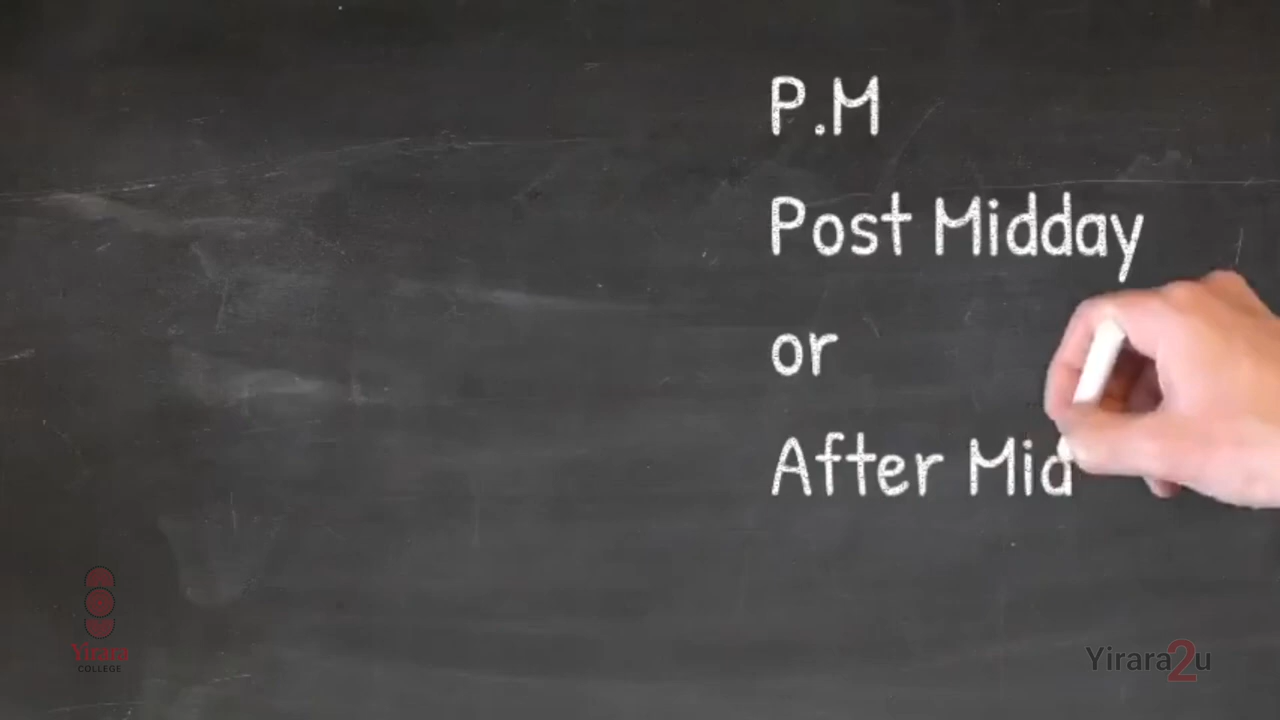 P.M
Post Midday
or
After Mid
Yirara
COLLEGE
Yirara2u